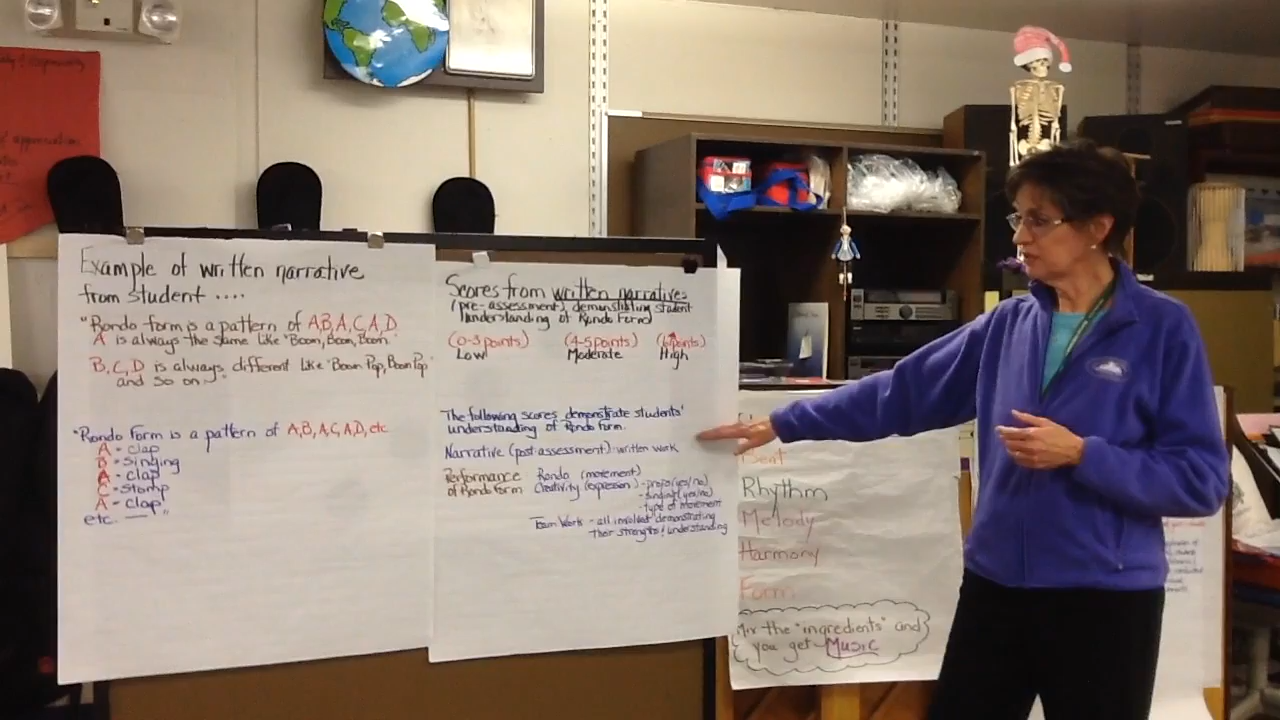 Example of written narrative
from student ....
"Rondo form is a pattern of A,B,A,C,A,D.
A is always the same like "Boom, Boom, Boom."
B,C,D is always different like "Boom Pop, Boom Pop"
and so on."
"Rondo Form is a pattern of A,B,A,C,A,D,etc
A - clap
B - Singing
A - clap
C - Stomp
A - Clap
etc. — "
Scores from written narratives
(pre-assessment, demonstrating student
understanding of Rondo Form)
(0-3 points) (4-5 points) (6 points)
Low Moderate High
The following scores demonstrate students'
understanding of Rondo form.
Narrative (post-assessment) - written work
Performance Rondo (movement)
of Rondo form Creativity (expression) - props (yes/no)
- singing (yes/no)
- type of movement
Team Work - all involved demonstrating
their strengths / understanding
Beat
Rhythm
Melody
Harmony
Form
Mix the "ingredients" and
you get Music
appreciation